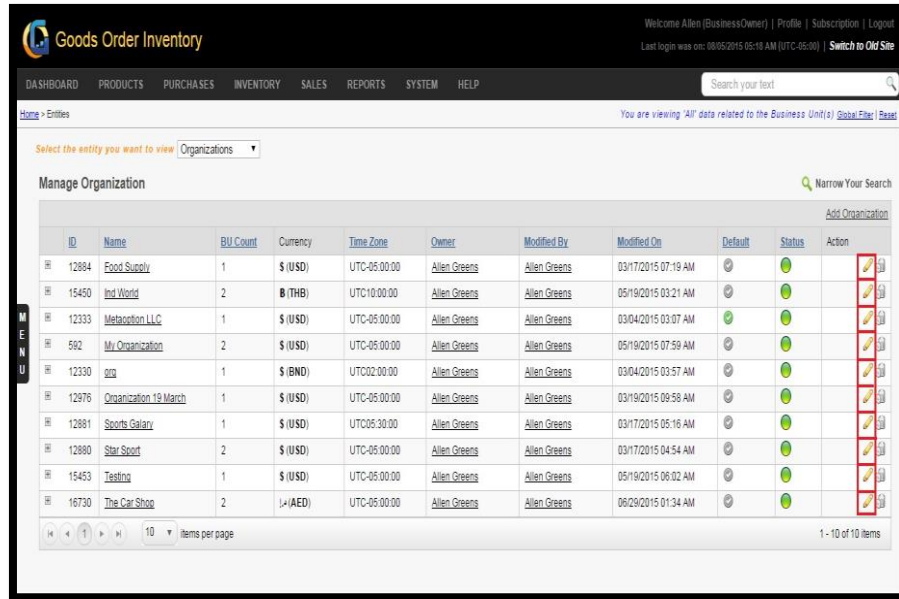 Welcome Allen (BusinessOwner) | Profile | Subscription | Logout
Goods Order Inventory
Last login was on: 08/05/2015 05:18 AM (UTC-05:00) | Switch to Old Site
DASHBOARD PRODUCTS PURCHASES INVENTORY SALES REPORTS SYSTEM HELP Search your text
Home > Entities You are viewing 'All' data related to the Business Unit(s) Global Filter | Reset
Select the entity you want to view Organizations
Manage Organization Narrow Your Search
Add Organization
ID Name BU Count Currency Time Zone Owner Modified By Modified On Default Status Action
12884 Food Supply 1 $ (USD) UTC-05:00:00 Allen Greens Allen Greens 03/17/2015 07:19 AM
15450 Ind World 2 B (THB) UTC10:00:00 Allen Greens Allen Greens 05/19/2015 03:21 AM
12333 Metaoption LLC 1 $ (USD) UTC-05:00:00 Allen Greens Allen Greens 03/04/2015 03:07 AM
592 My Organization 2 $ (USD) UTC-05:00:00 Allen Greens Allen Greens 05/19/2015 07:59 AM
12330 org 1 $ (BND) UTC02:00:00 Allen Greens Allen Greens 03/04/2015 03:57 AM
12976 Organization 19 March 1 $ (USD) UTC-05:00:00 Allen Greens Allen Greens 03/19/2015 09:58 AM
12881 Sports Galary 1 $ (USD) UTC05:30:00 Allen Greens Allen Greens 03/17/2015 05:16 AM
12880 Star Sport 2 $ (USD) UTC-05:00:00 Allen Greens Allen Greens 03/17/2015 04:54 AM
15453 Testing 1 $ (USD) UTC-05:00:00 Allen Greens Allen Greens 05/19/2015 06:02 AM
16730 The Car Shop 2 (AED) UTC-05:00:00 Allen Greens Allen Greens 06/29/2015 01:34 AM
MENU
1 10 items per page 1 - 10 of 10 items